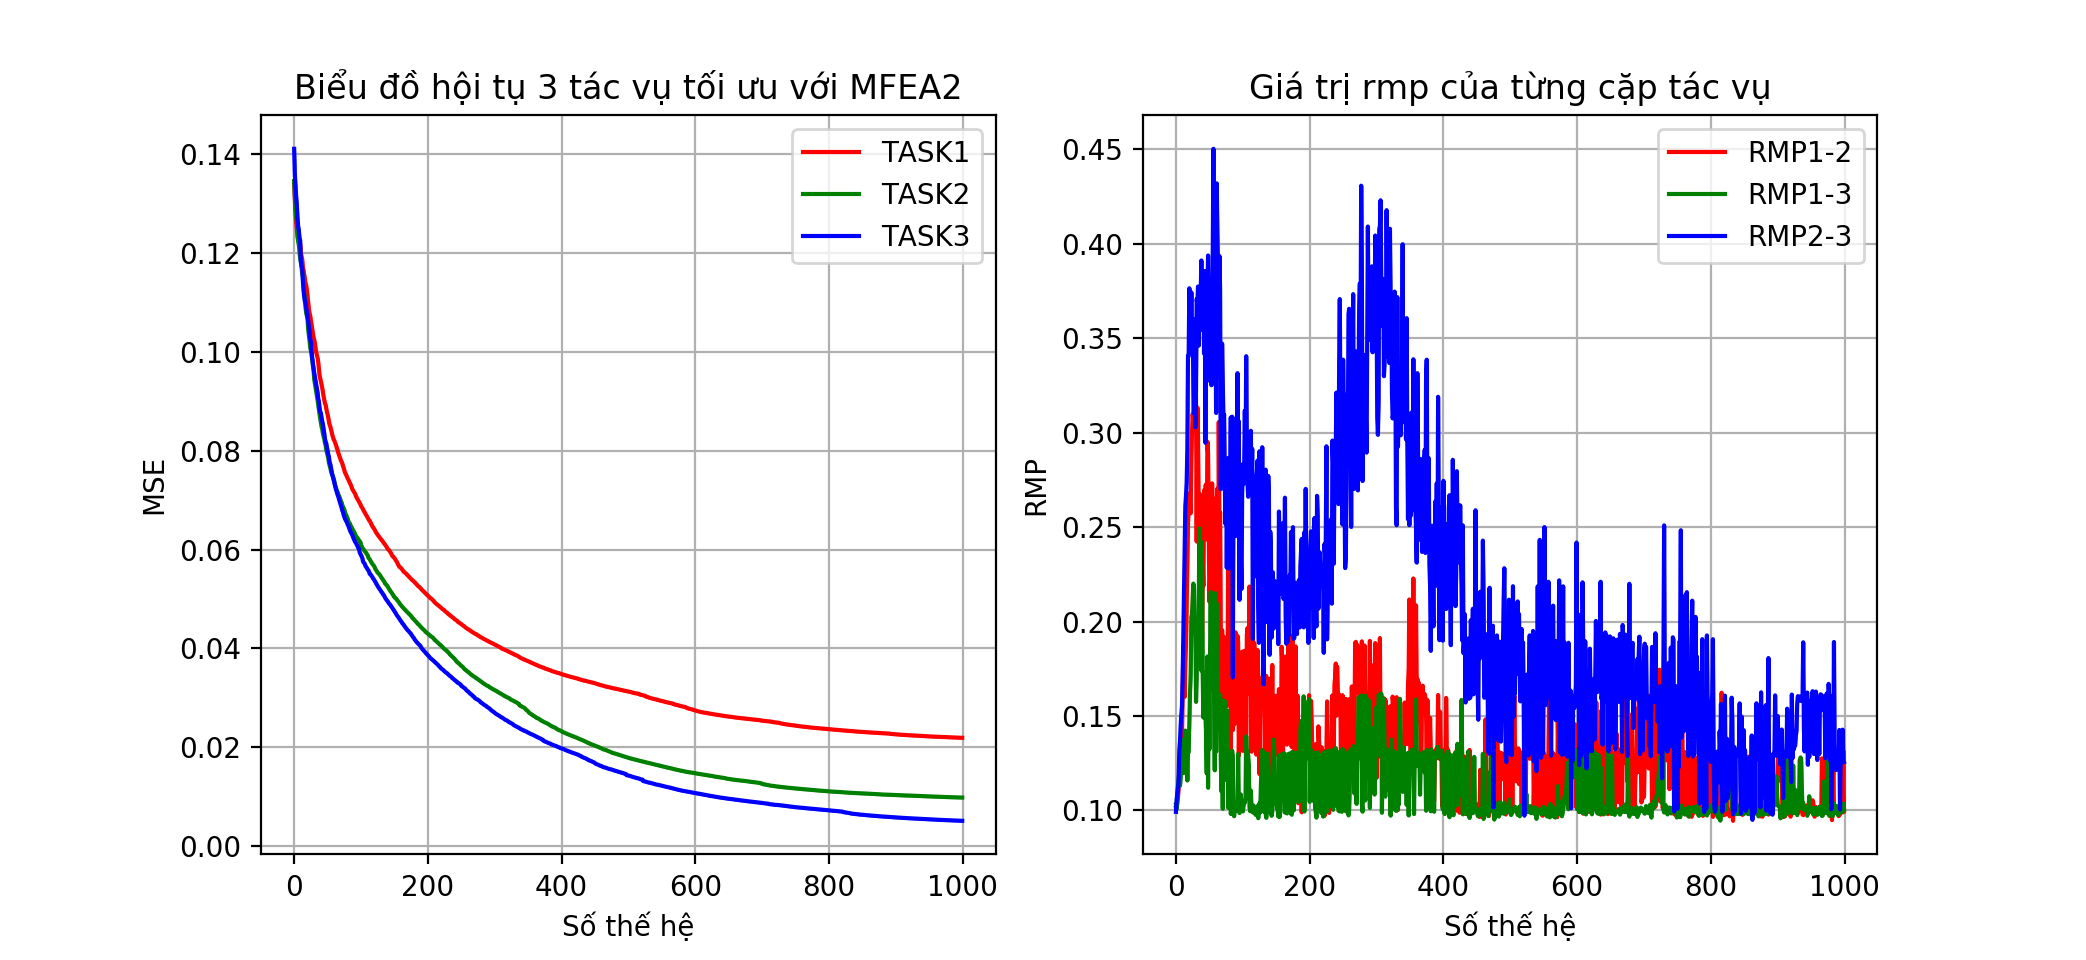 Biểu đồ hội tụ 3 tác vụ tối ưu với MFEA2
MSE
0.14
0.12
0.10
0.08
0.06
0.04
0.02
0.00
0 200 400 600 800 1000
Số thế hệ
TASK1
TASK2
TASK3
Giá trị rmp của từng cặp tác vụ
RMP
0.45
0.40
0.35
0.30
0.25
0.20
0.15
0.10
0 200 400 600 800 1000
Số thế hệ
RMP1-2
RMP1-3
RMP2-3